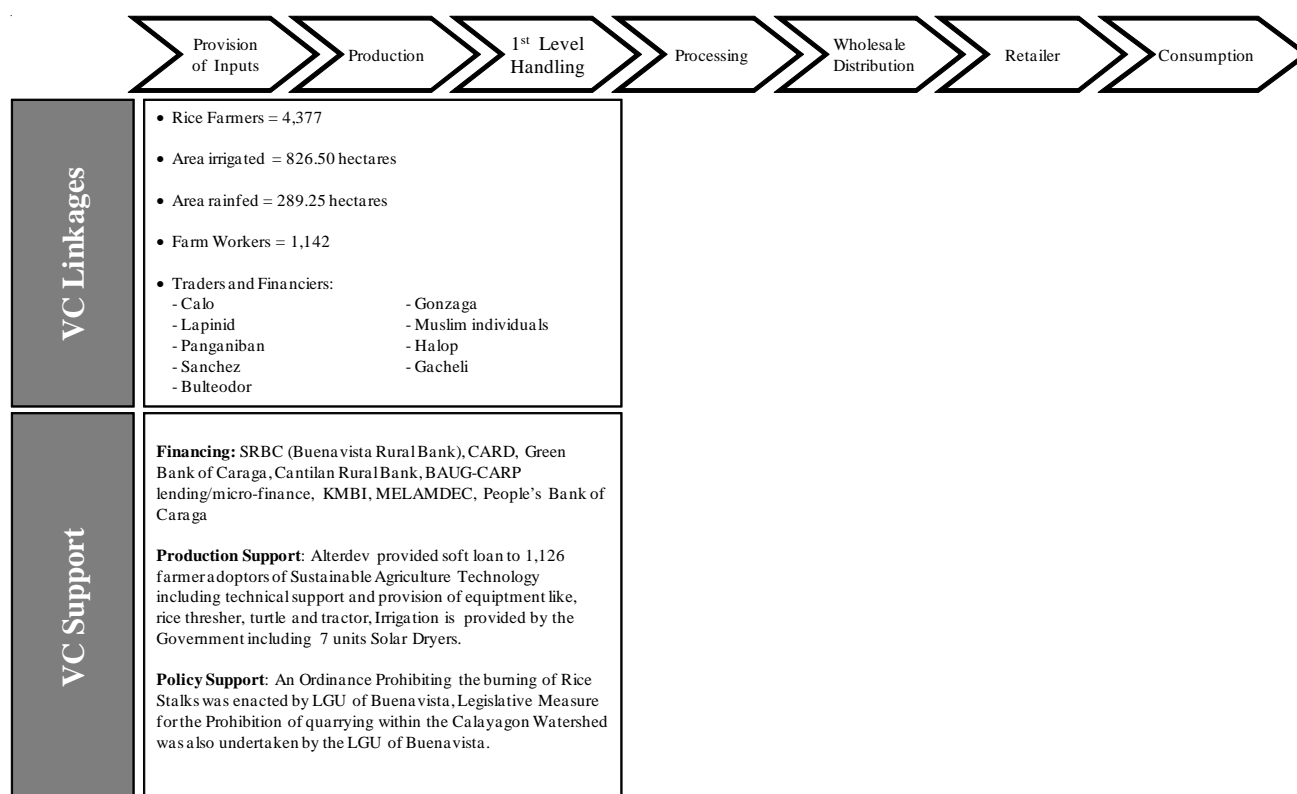 Provision
of Inputs
Production
1st Level
Handling
Processing
Wholesale
Distribution
Retailer
Consumption
VC Linkages
• Rice Farmers = 4,377
• Area irrigated = 826.50 hectares
• Area rainfed = 289.25 hectares
• Farm Workers = 1,142
• Traders and Financiers:
- Calo
- Lapinid
- Panganiban
- Sanchez
- Bulteodor
- Gonzaga
- Muslim individuals
- Halop
- Gacheli
VC Support
Financing: SRBC (Buenavista Rural Bank), CARD, Green
Bank of Caraga, Cantilan Rural Bank, BAUG-CARP
lending/micro-finance, KMBI, MELAMDEC, People's Bank of
Caraga
Production Support: Alterdev provided soft loan to 1,126
farmer adoptors of Sustainable Agriculture Technology
including technical support and provision of equiptment like,
rice thresher, turtle and tractor, Irrigation is provided by the
Government including 7 units Solar Dryers.
Policy Support: An Ordinance Prohibiting the burning of Rice
Stalks was enacted by LGU of Buenavista, Legislative Measure
for the Prohibition of quarrying within the Calayagon Watershed
was also undertaken by the LGU of Buenavista.